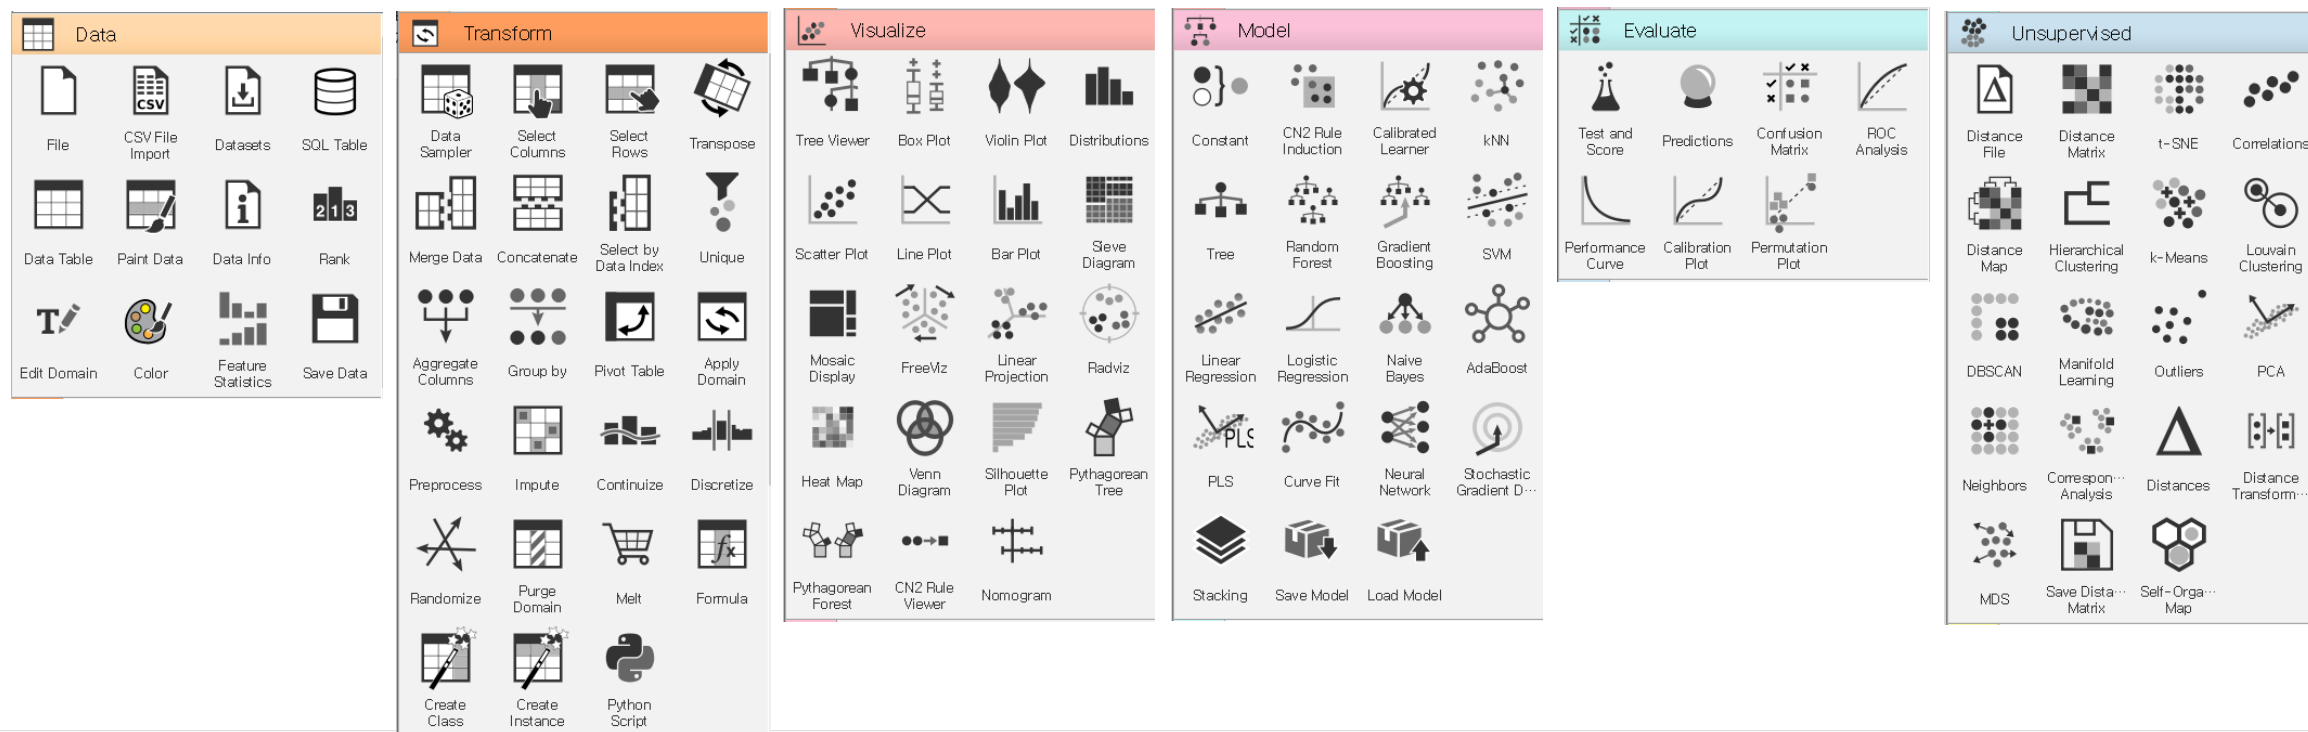 Data
File
CSV File
Import
Datasets
SQL Table
Data Table
Paint Data
Data Info
Rank
Edit Domain
Color
Feature
Statistics
Save Data
Transform
Data
Sampler
Select
Columns
Select
Rows
Transpose
Merge Data
Concatenate
Select by
Data Index
Unique
Aggregate
Columns
Group by
Pivot Table
Apply
Domain
Preprocess
Impute
Continuize
Discretize
Randomize
Purge
Domain
Melt
Formula
Create
Class
Create
Instance
Python
Script
Visualize
Tree Viewer
Box Plot
Violin Plot
Distributions
Scatter Plot
Line Plot
Bar Plot
Sieve
Diagram
Mosaic
Display
FreeViz
Linear
Projection
Radviz
Heat Map
Venn
Diagram
Silhouette
Plot
Pythagorean
Tree
Pythagorean
Forest
CN2 Rule
Viewer
Nomogram
Model
Constant
CN2 Rule
Induction
Calibrated
Learner
kNN
Tree
Random
Forest
Gradient
Boosting
SVM
Linear
Regression
Logistic
Regression
Naive
Bayes
AdaBoost
PLS
PLS
Curve Fit
Neural
Network
Stochastic
Gradient D...
Stacking
Save Model
Load Model
Evaluate
Test and
Score
Predictions
Confusion
Matrix
ROC
Analysis
Performance
Curve
Calibration
Plot
Permutation
Plot
Unsupervised
Distance
File
Distance
Matrix
t-SNE
Correlations
Distance
Map
Hierarchical
Clustering
k-Means
Louvain
Clustering
DBSCAN
Manifold
Learning
Outliers
PCA
Neighbors
Correspon...
Analysis
Distances
Distance
Transform...
MDS
Save Dista...
Matrix
Self-Orga...
Map